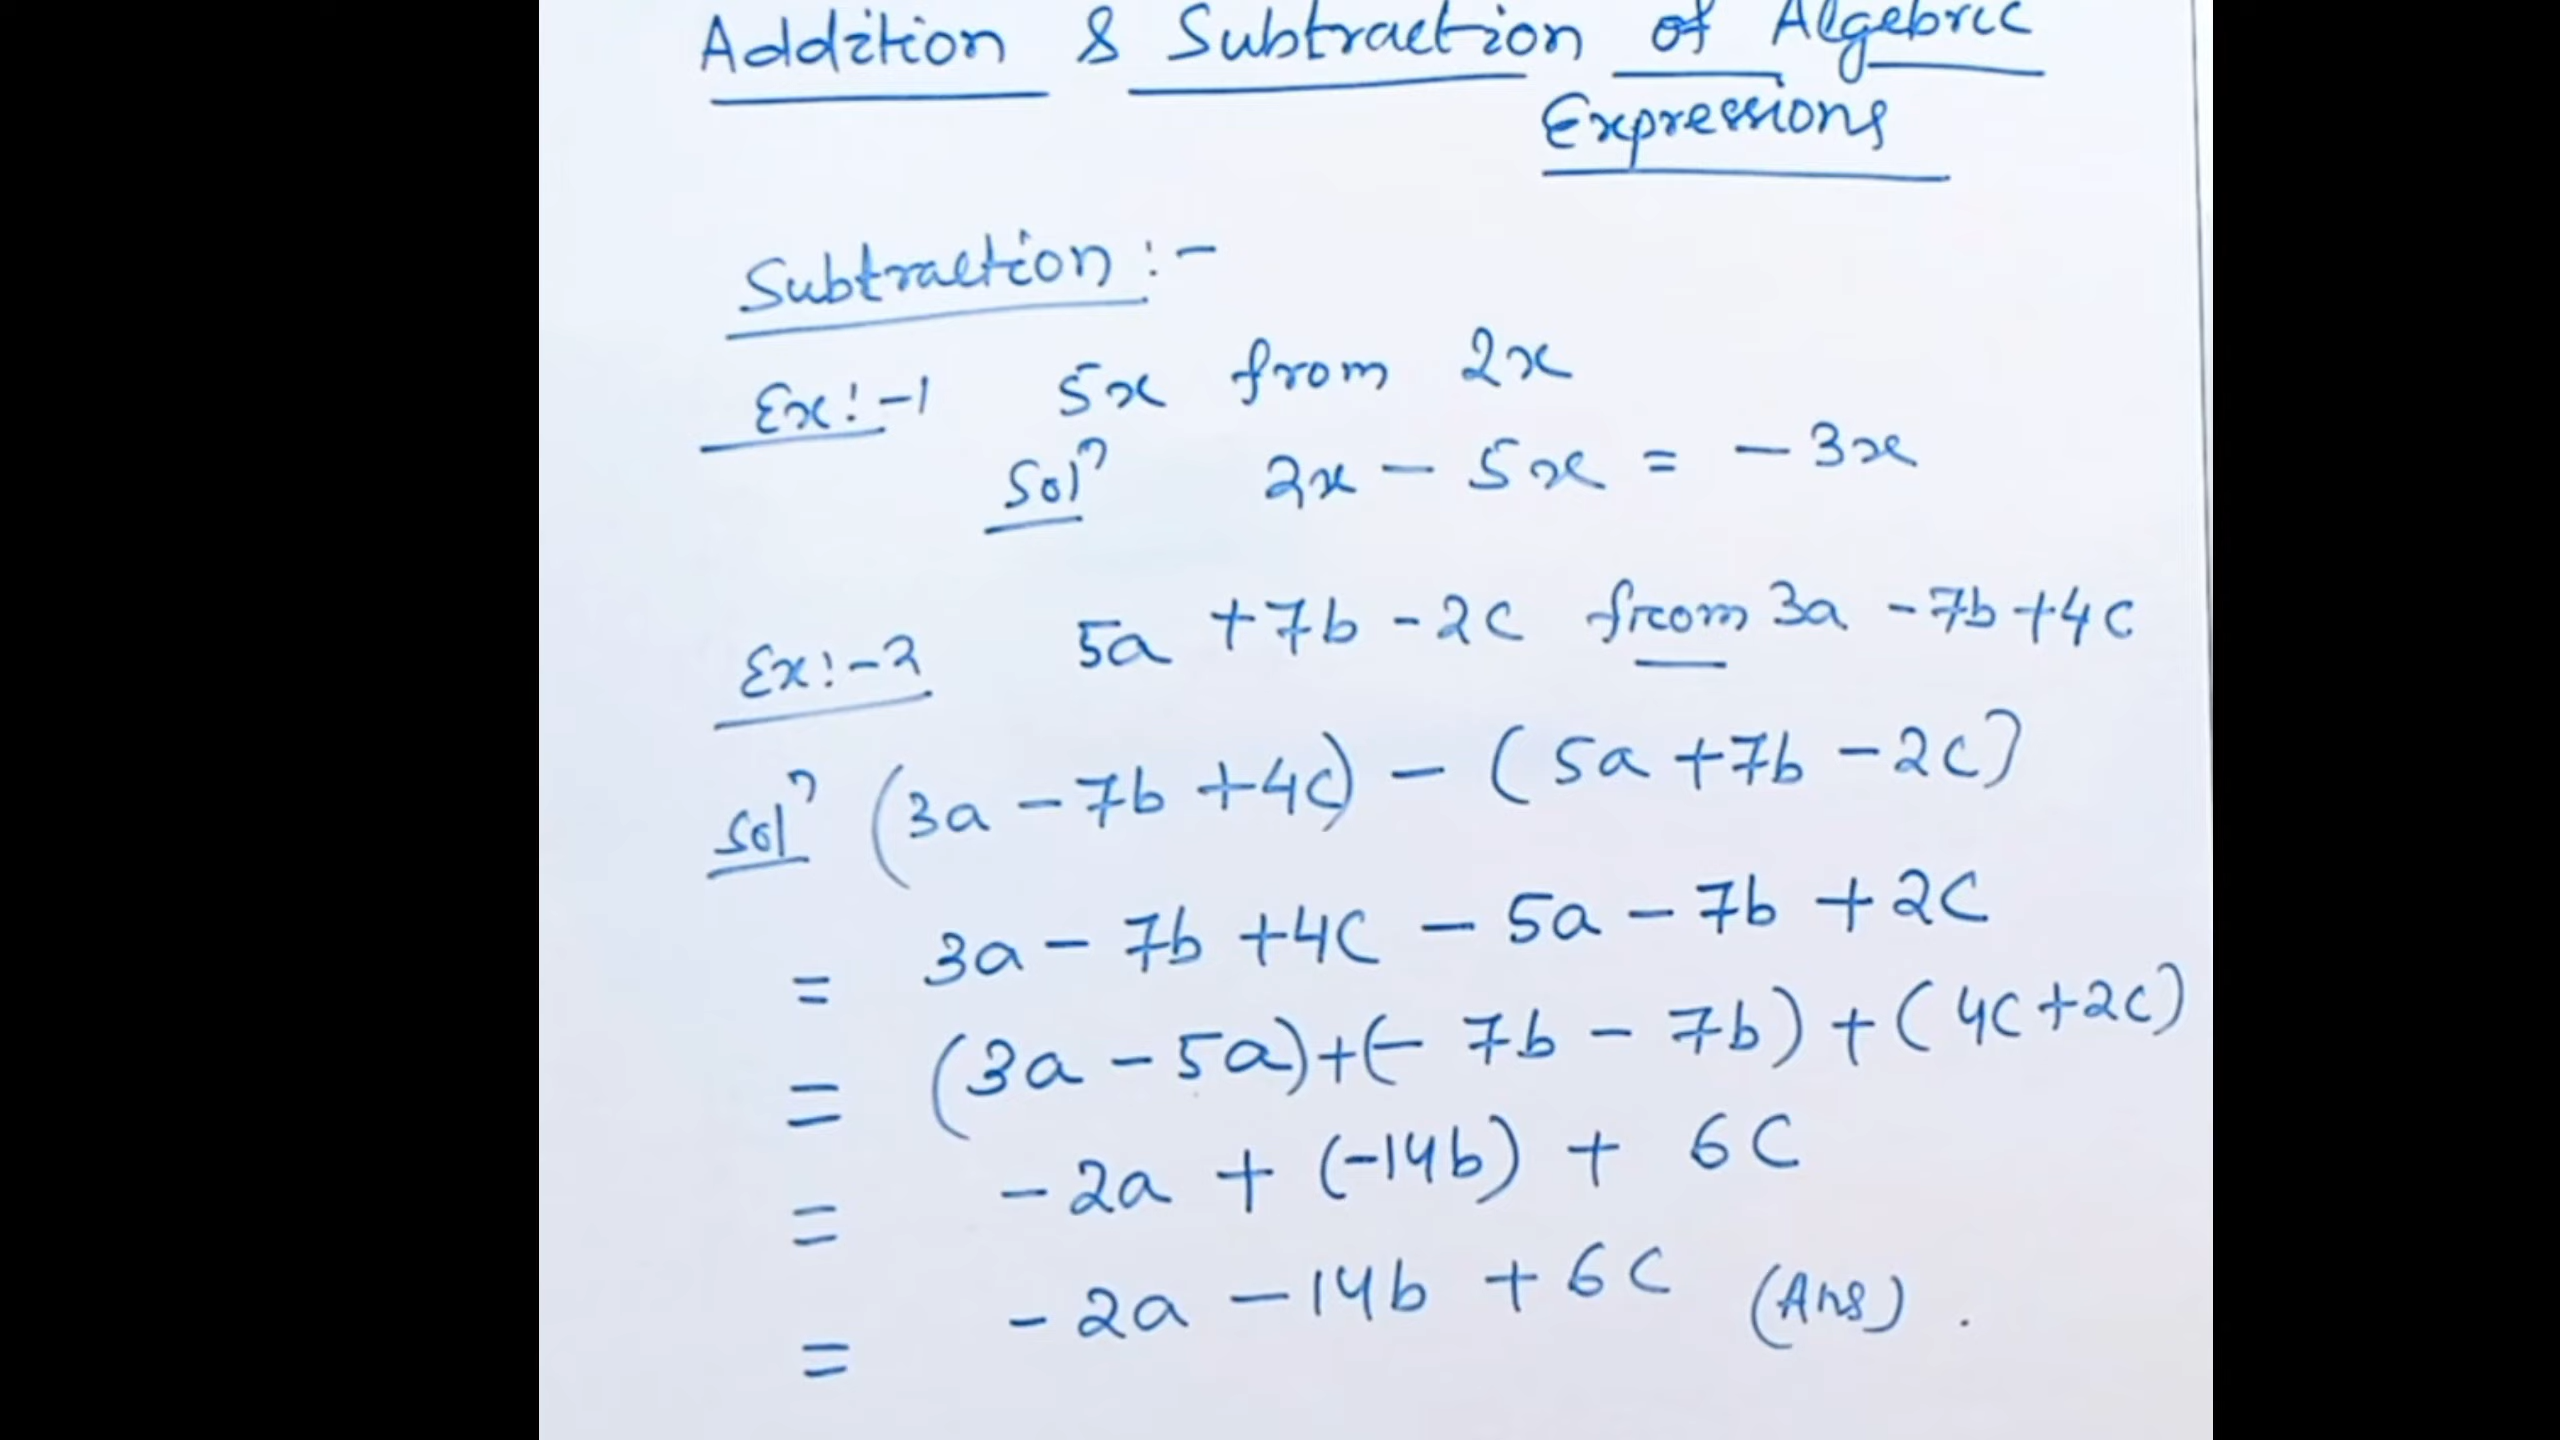 Addition & Subtraction of Algebric
Expressions
Subtraction :-
Ex:-1 5x from 2x
Solⁿ 2x - 5x = - 3x
Ex:-2 5a +7b -2c from 3a -7b +4c
Solⁿ (3a - 7b +4c) - (5a +7b -2c)
= 3a - 7b +4c - 5a - 7b + 2c
= (3a - 5a)+(- 7b - 7b) + (4c +2c)
= - 2a + (-14b) + 6c
= - 2a - 14b + 6c (Ans).